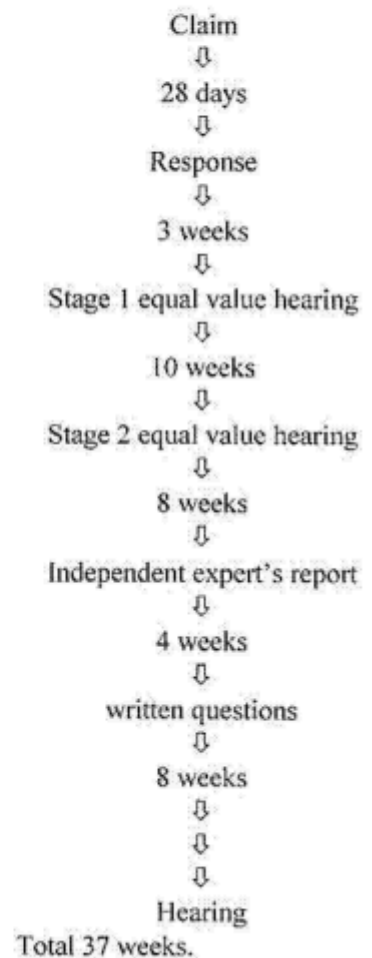 Claim
⇩
28 days
⇩
Response
⇩
3 weeks
⇩
Stage 1 equal value hearing
⇩
10 weeks
⇩
Stage 2 equal value hearing
⇩
8 weeks
⇩
Independent expert's report
⇩
4 weeks
⇩
written questions
⇩
8 weeks
⇩
⇩
⇩
Hearing
Total 37 weeks.